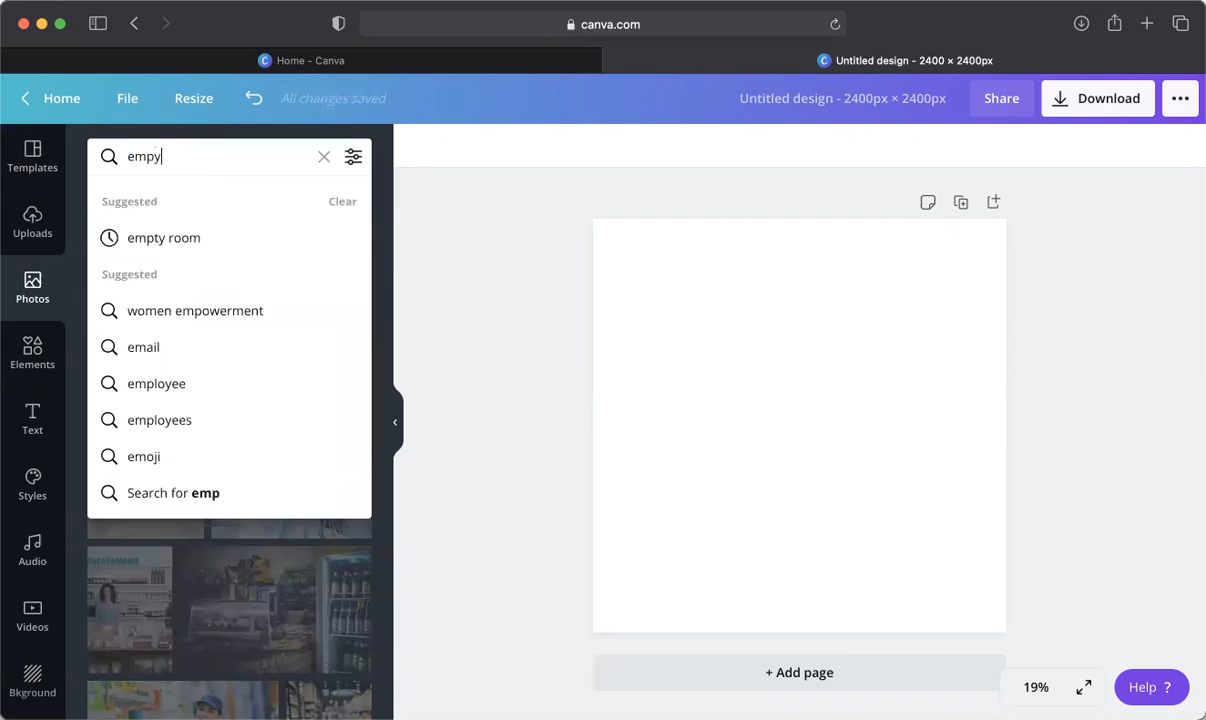 canva.com
Home - Canva
Untitled design - 2400 × 2400px
Home
File
Resize
All changes saved
Untitled design - 2400px × 2400px
Share
Download
Templates
Uploads
Photos
Elements
Text
Styles
Audio
Videos
Bkground
empy
Suggested
Clear
empty room
Suggested
women empowerment
email
employee
employees
emoji
Search for emp
+ Add page
19%
Help ?